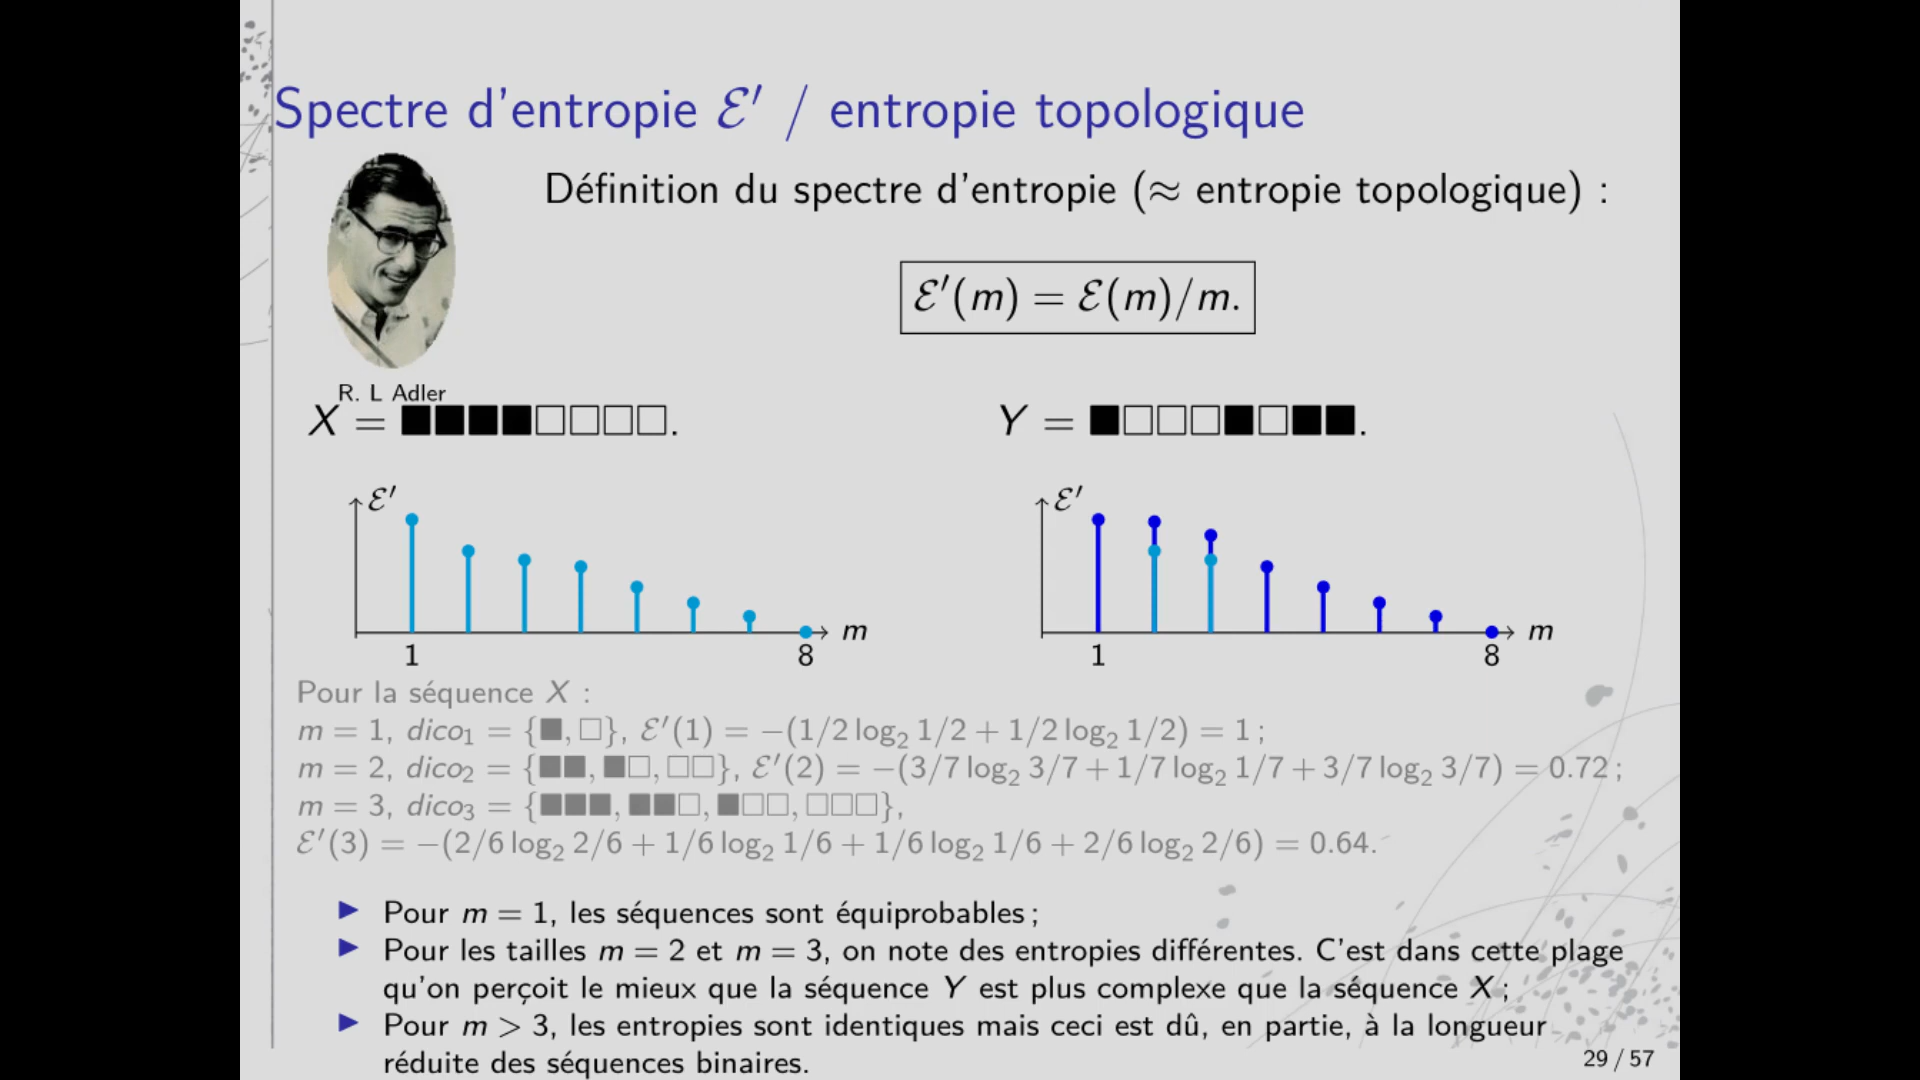 Spectre d'entropie ℰ′ / entropie topologique
Définition du spectre d'entropie (≈ entropie topologique) :
ℰ′(m) = ℰ(m)/m.
R. L Adler
X = ■■■■□□□□.
Y = ■□□□■□■■.
ℰ′
m
1
8
ℰ′
m
1
8
Pour la séquence X :
m = 1, dico₁ = {■, □}, ℰ′(1) = −(1/2 log₂ 1/2 + 1/2 log₂ 1/2) = 1 ;
m = 2, dico₂ = {■■, ■□, □□}, ℰ′(2) = −(3/7 log₂ 3/7 + 1/7 log₂ 1/7 + 3/7 log₂ 3/7) = 0.72 ;
m = 3, dico₃ = {■■■, ■■□, ■□□, □□□},
ℰ′(3) = −(2/6 log₂ 2/6 + 1/6 log₂ 1/6 + 1/6 log₂ 1/6 + 2/6 log₂ 2/6) = 0.64.
▶ Pour m = 1, les séquences sont équiprobables ;
▶ Pour les tailles m = 2 et m = 3, on note des entropies différentes. C'est dans cette plage
qu'on perçoit le mieux que la séquence Y est plus complexe que la séquence X ;
▶ Pour m > 3, les entropies sont identiques mais ceci est dû, en partie, à la longueur
réduite des séquences binaires.
29 / 57